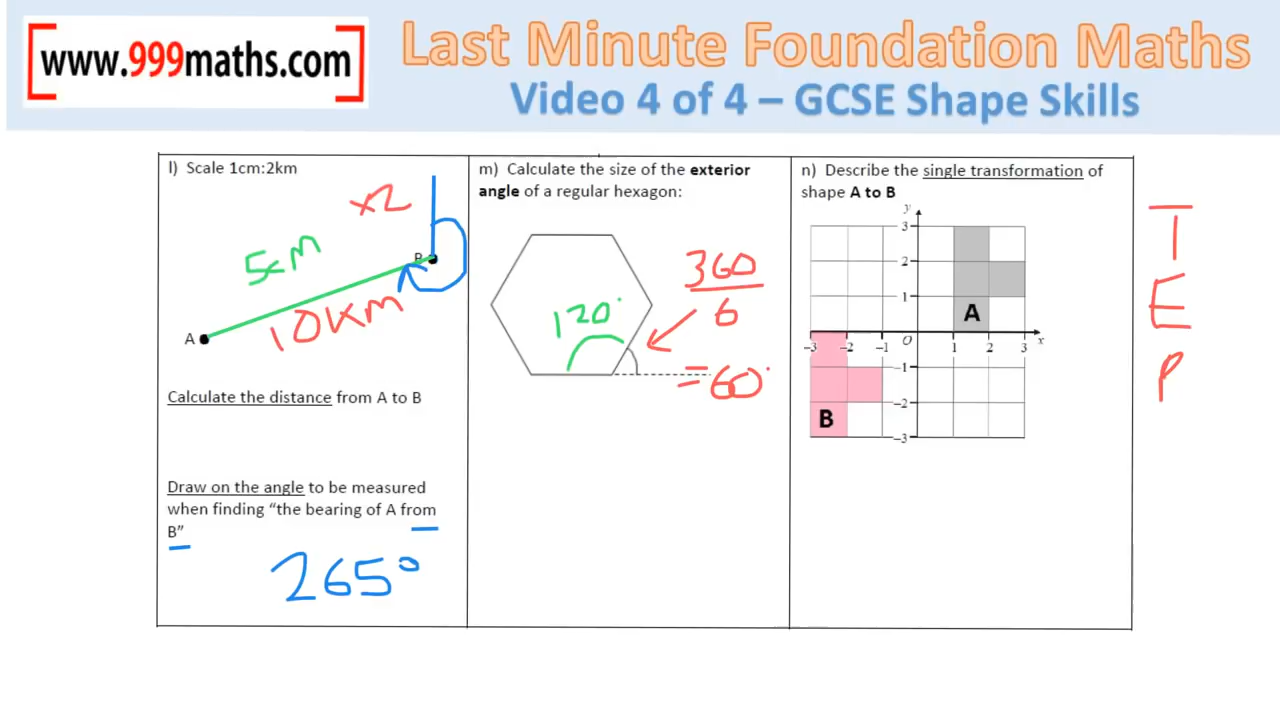 www.999maths.com
Last Minute Foundation Maths
Video 4 of 4 – GCSE Shape Skills
l) Scale 1cm:2km
×2
5cm
B
10km
A
Calculate the distance from A to B
Draw on the angle to be measured
when finding “the bearing of A from
B”
265°
m) Calculate the size of the exterior
angle of a regular hexagon:
360
6
120°
=60°
n) Describe the single transformation of
shape A to B
y
3
2
1
A
-3 -2 -1 O 1 2 3 x
-1
-2
B
-3
T
E
P